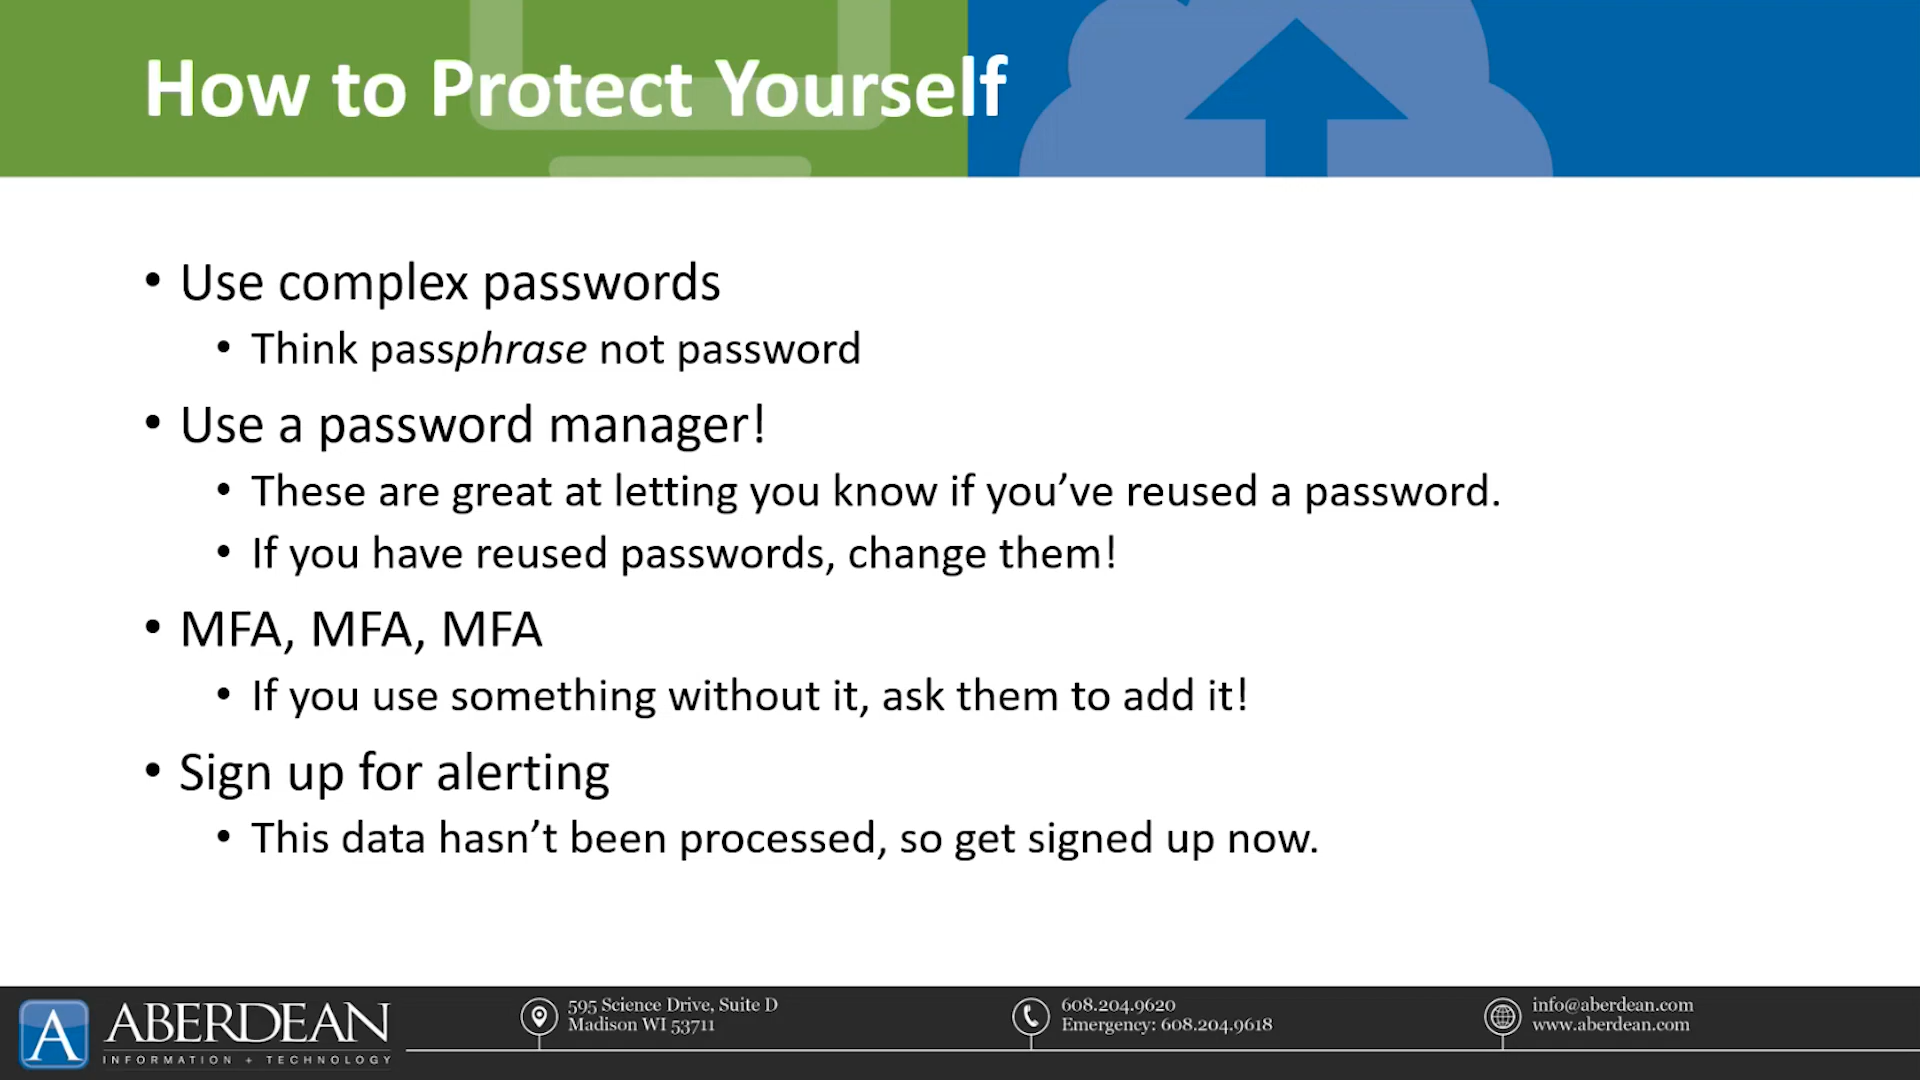 How to Protect Yourself
• Use complex passwords
• Think passphrase not password
• Use a password manager!
• These are great at letting you know if you’ve reused a password.
• If you have reused passwords, change them!
• MFA, MFA, MFA
• If you use something without it, ask them to add it!
• Sign up for alerting
• This data hasn’t been processed, so get signed up now.
A ABERDEAN
INFORMATION + TECHNOLOGY
595 Science Drive, Suite D
Madison WI 53711
608.204.9620
Emergency: 608.204.9618
info@aberdean.com
www.aberdean.com